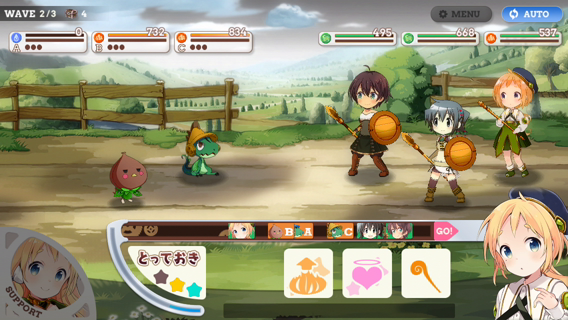 WAVE 2/3 4
MENU
AUTO
0
732
834
495
668
537
A
B
C
B A
C
GO!
とっておき
SUPPORT